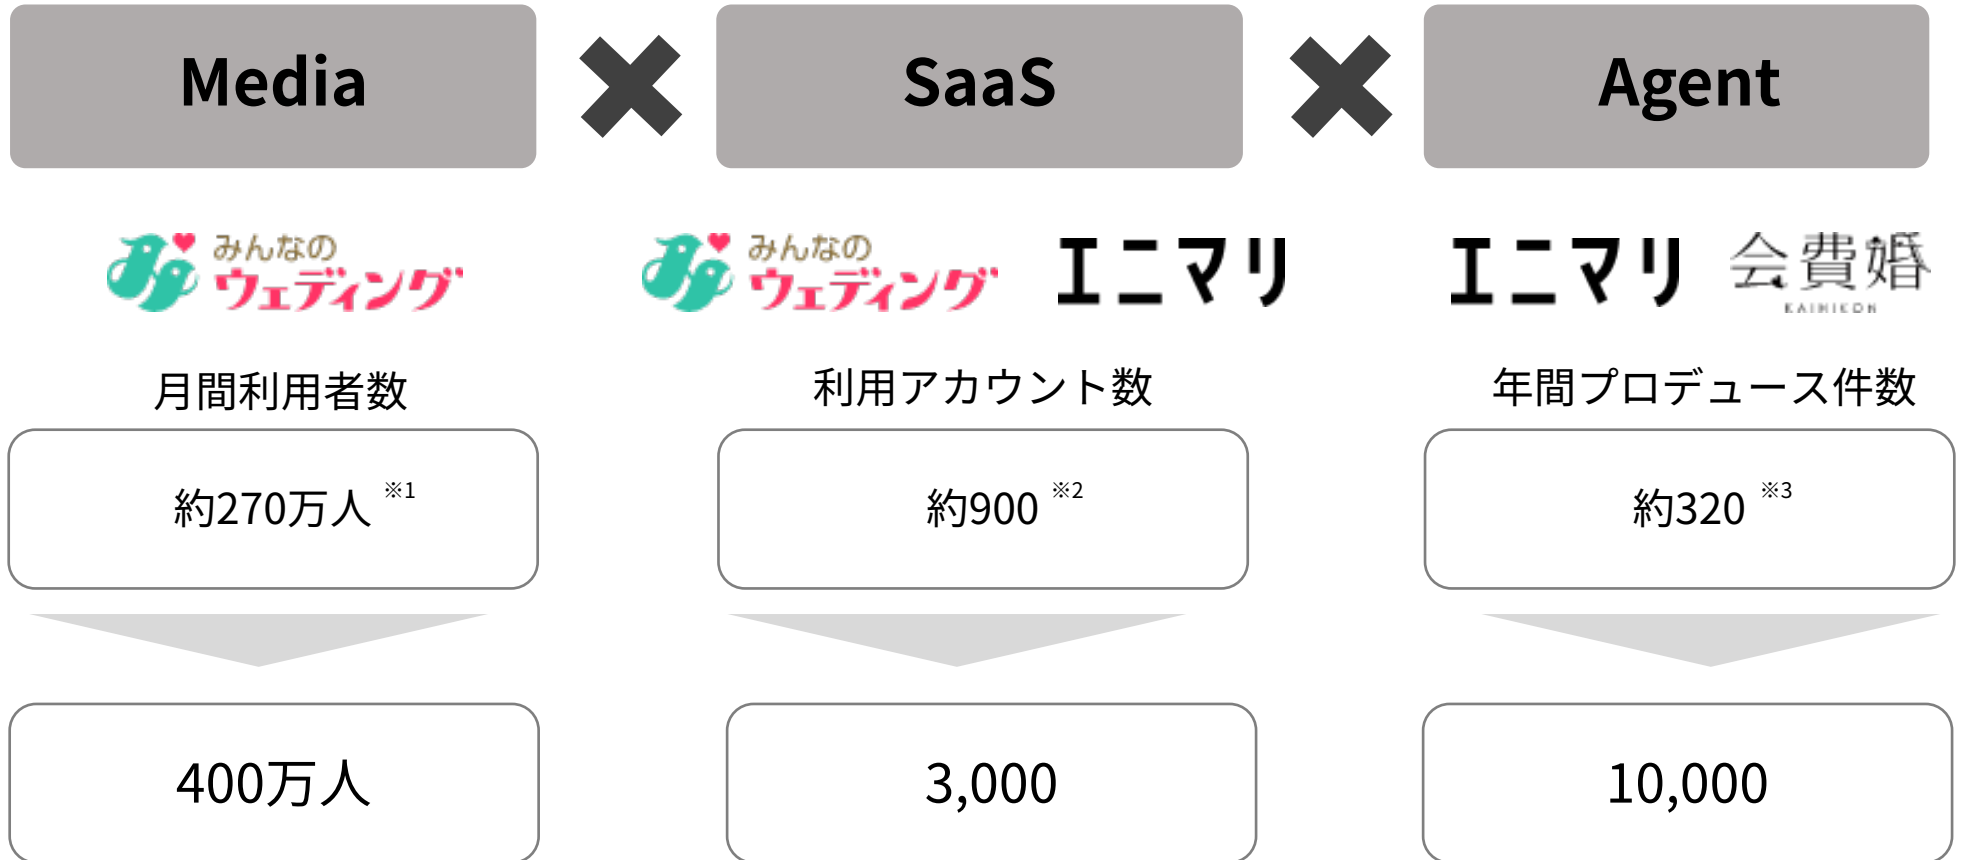 Media
SaaS
Agent
みんなの
ウェディング
みんなの
ウェディング
エニマリ
エニマリ
会費婚
KAIHIKON
月間利用者数
利用アカウント数
年間プロデュース件数
約270万人 ※1
約900 ※2
約320 ※3
400万人
3,000
10,000